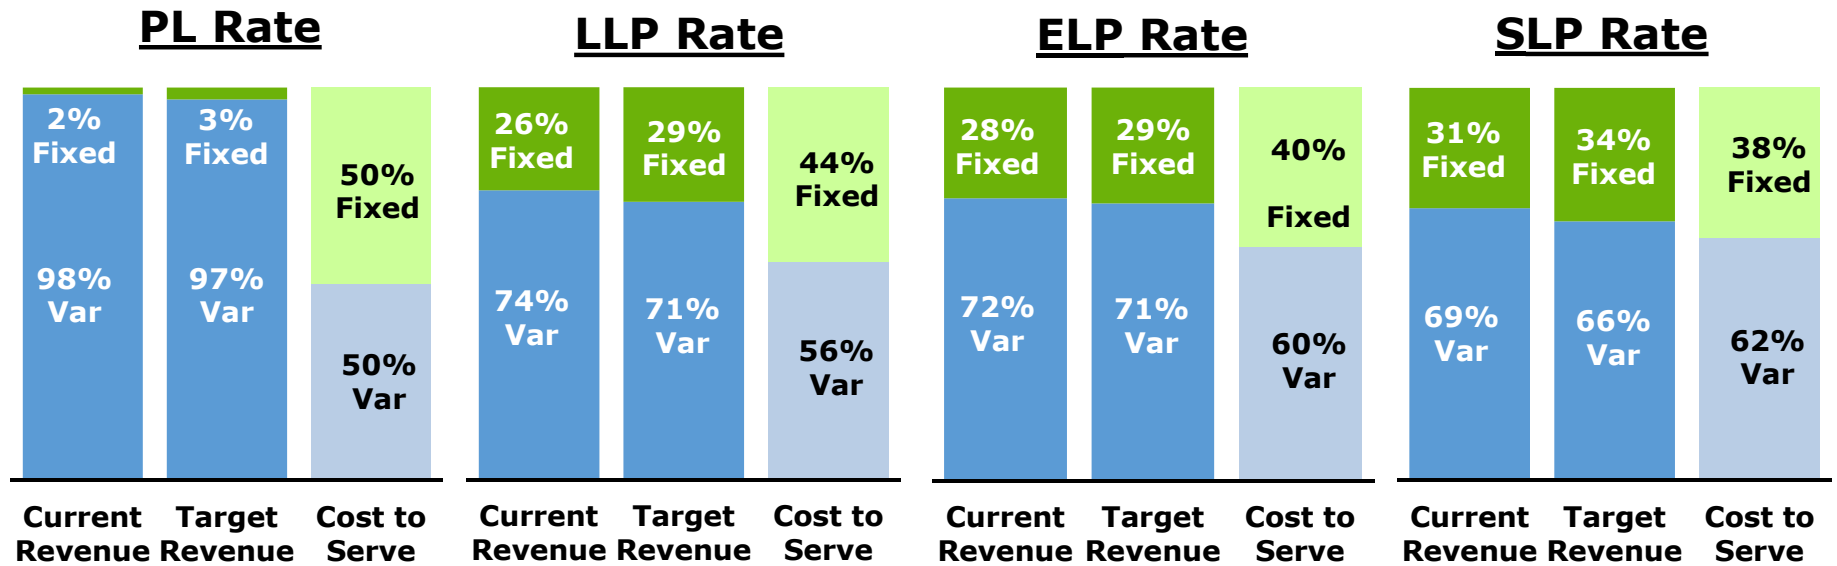 PL Rate
2%
Fixed
98%
Var
3%
Fixed
97%
Var
50%
Fixed
50%
Var
Current
Revenue
Target
Revenue
Cost to
Serve
LLP Rate
26%
Fixed
74%
Var
29%
Fixed
71%
Var
44%
Fixed
56%
Var
Current
Revenue
Target
Revenue
Cost to
Serve
ELP Rate
28%
Fixed
72%
Var
29%
Fixed
71%
Var
40%
Fixed
60%
Var
Current
Revenue
Target
Revenue
Cost to
Serve
SLP Rate
31%
Fixed
69%
Var
34%
Fixed
66%
Var
38%
Fixed
62%
Var
Current
Revenue
Target
Revenue
Cost to
Serve